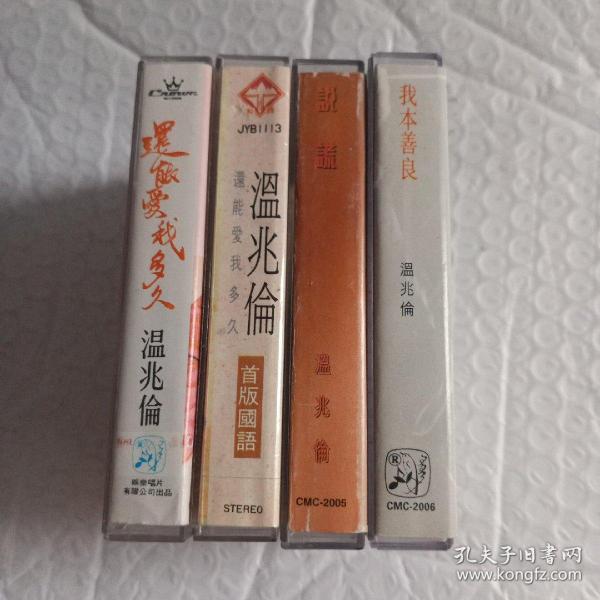 Crown
還能愛我多久
溫兆倫
娛樂唱片
有限公司出品
JYB1113
溫兆倫
還能愛我多久
首版國語
STEREO
説謊
溫兆倫
CMC-2005
我本善良
溫兆倫
®
CMC-2006
孔夫子旧书网
www.kongfz.com